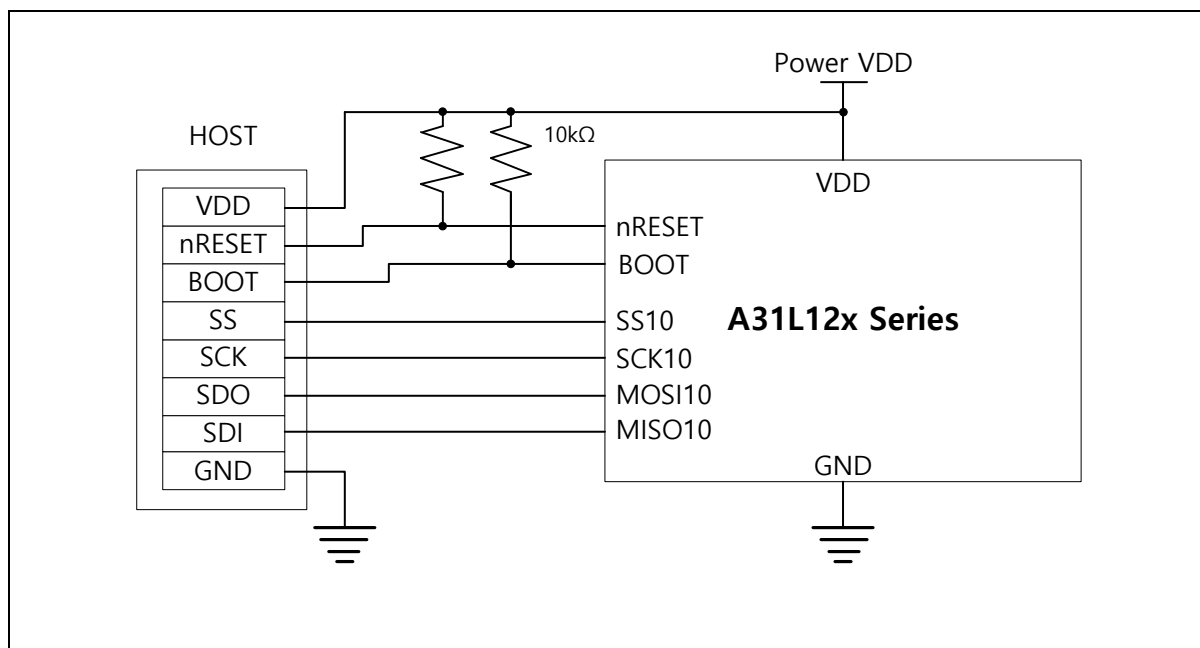 Power VDD
HOST
10kΩ
VDD
nRESET
BOOT
SS
SCK
SDO
SDI
GND
VDD
nRESET
BOOT
SS10
SCK10
MOSI10
MISO10
A31L12x Series
GND